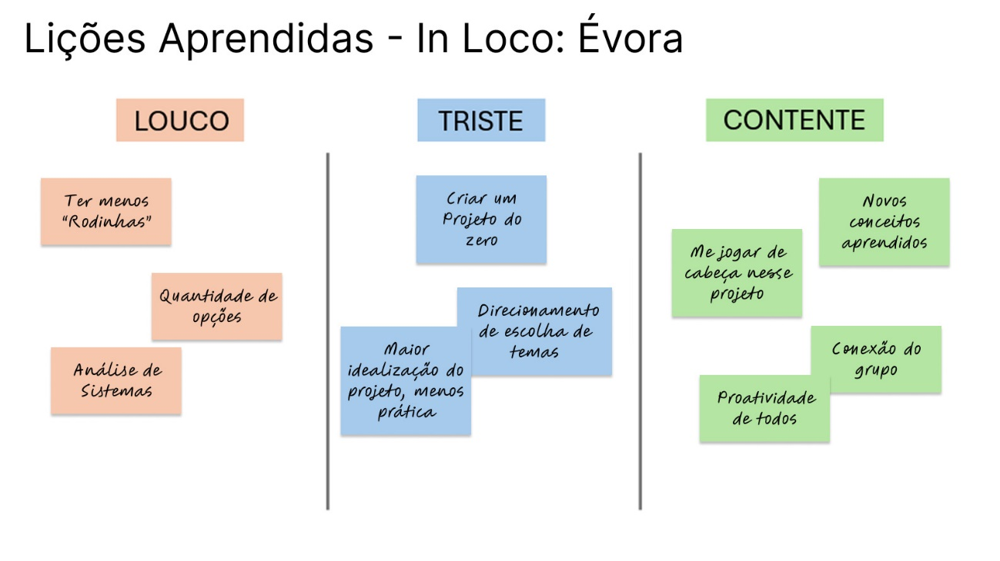 Lições Aprendidas - In Loco: Évora
LOUCO
Ter menos
“Rodinhas”
Quantidade de
opções
Análise de
Sistemas
TRISTE
Criar um
Projeto do
zero
Direcionamento
de escolha de
temas
Maior
idealização do
projeto, menos
prática
CONTENTE
Novos
conceitos
aprendidos
Me jogar de
cabeça nesse
projeto
Conexão do
grupo
Proatividade
de todos